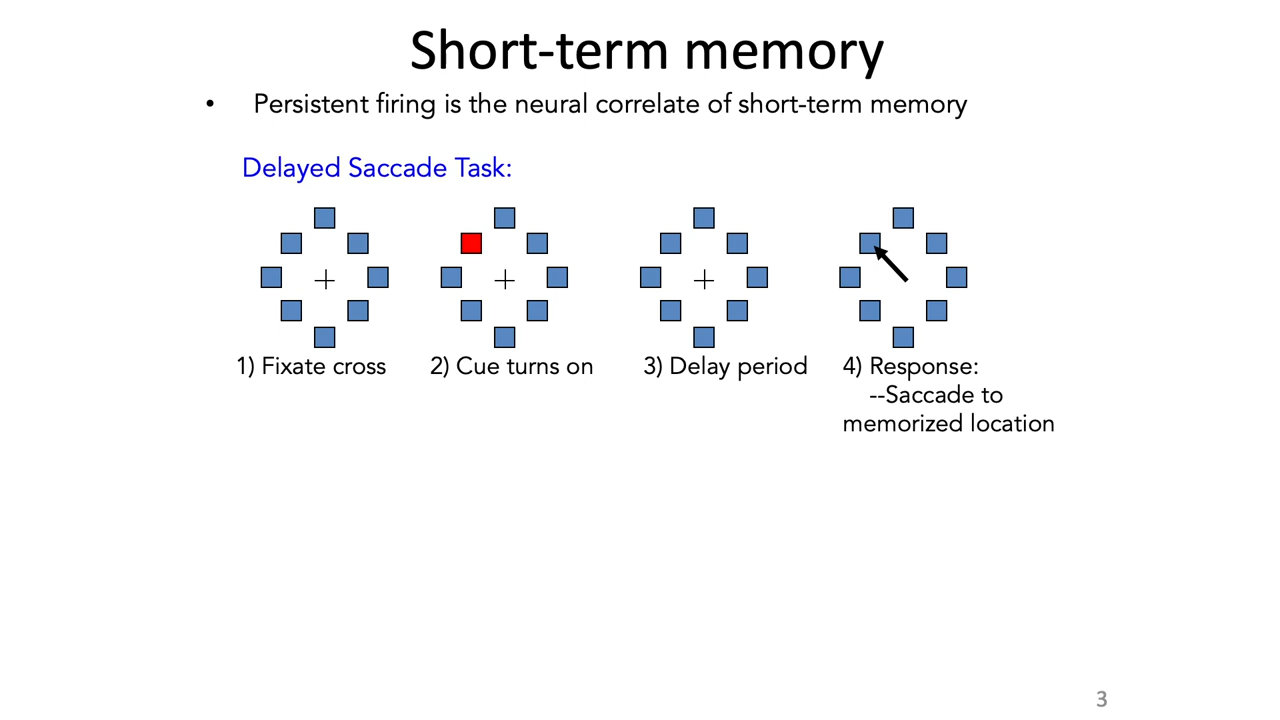 Short-term memory
• Persistent firing is the neural correlate of short-term memory
Delayed Saccade Task:
1) Fixate cross
2) Cue turns on
3) Delay period
4) Response:
--Saccade to
memorized location
3